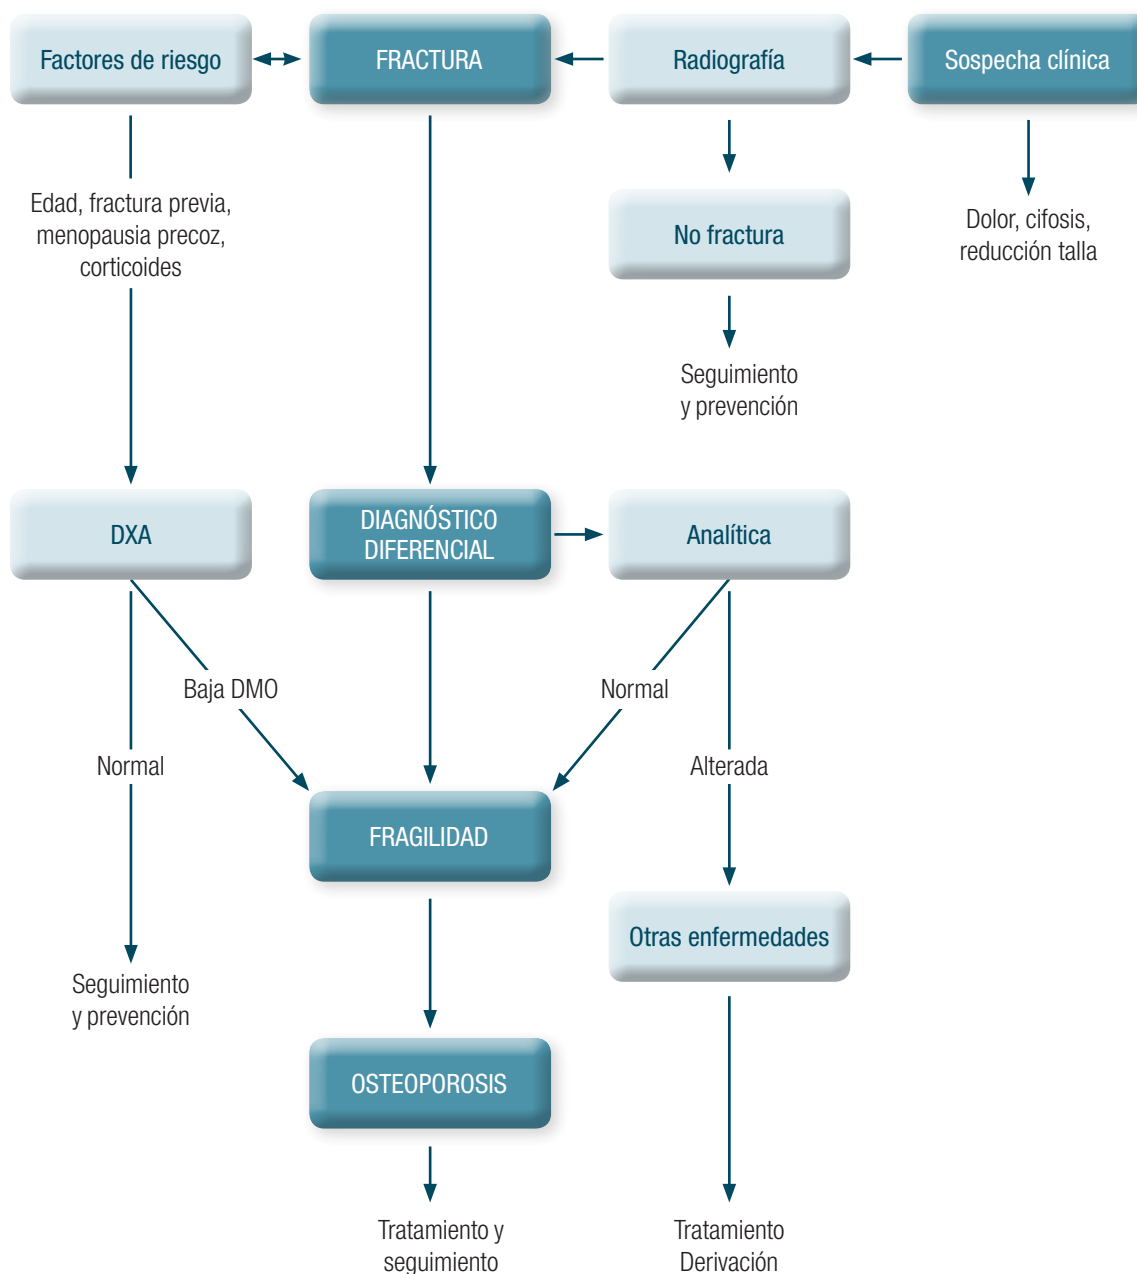 Factores de riesgo
FRACTURA
Radiografía
Sospecha clínica
Edad, fractura previa,
menopausia precoz,
corticoides
No fractura
Dolor, cifosis,
reducción talla
Seguimiento
y prevención
DXA
DIAGNÓSTICO
DIFERENCIAL
Analítica
Baja DMO
Normal
Normal
Alterada
FRAGILIDAD
Otras enfermedades
Seguimiento
y prevención
OSTEOPOROSIS
Tratamiento y
seguimiento
Tratamiento
Derivación